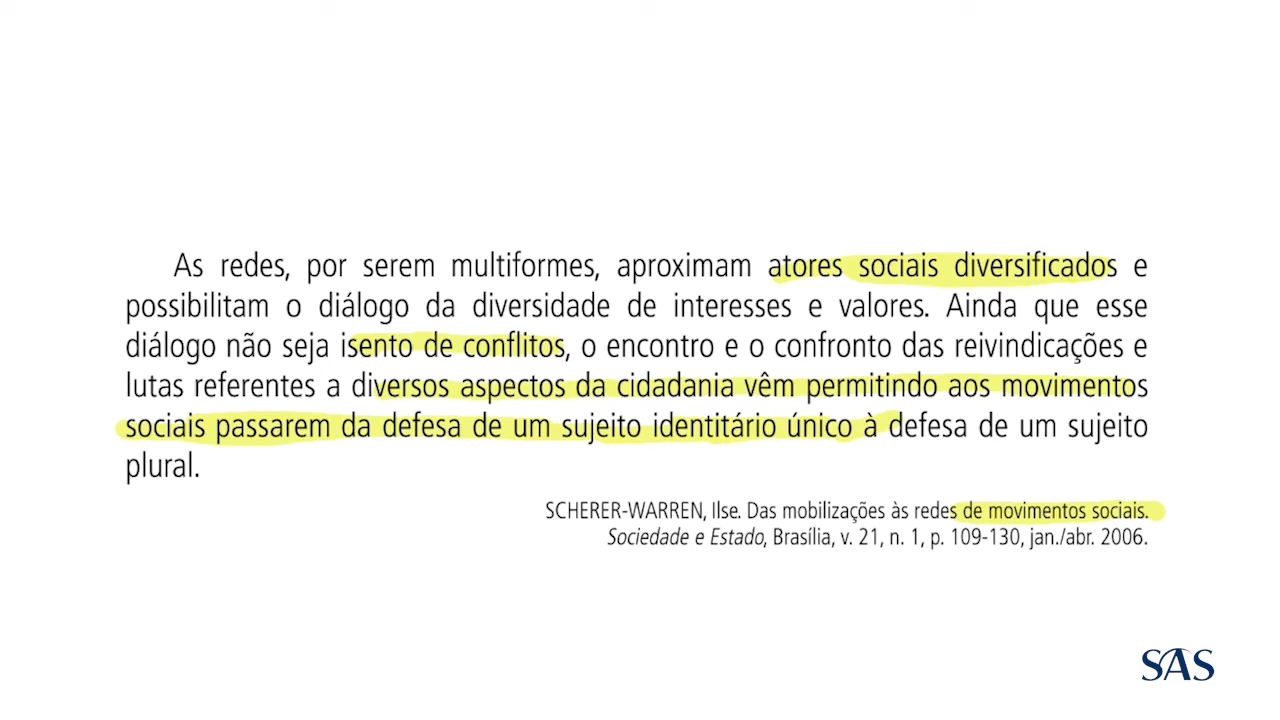 As redes, por serem multiformes, aproximam atores sociais diversificados e
possibilitam o diálogo da diversidade de interesses e valores. Ainda que esse
diálogo não seja isento de conflitos, o encontro e o confronto das reivindicações e
lutas referentes a diversos aspectos da cidadania vêm permitindo aos movimentos
sociais passarem da defesa de um sujeito identitário único à defesa de um sujeito
plural.
SCHERER-WARREN, Ilse. Das mobilizações às redes de movimentos sociais.
Sociedade e Estado, Brasília, v. 21, n. 1, p. 109-130, jan./abr. 2006.
SAS